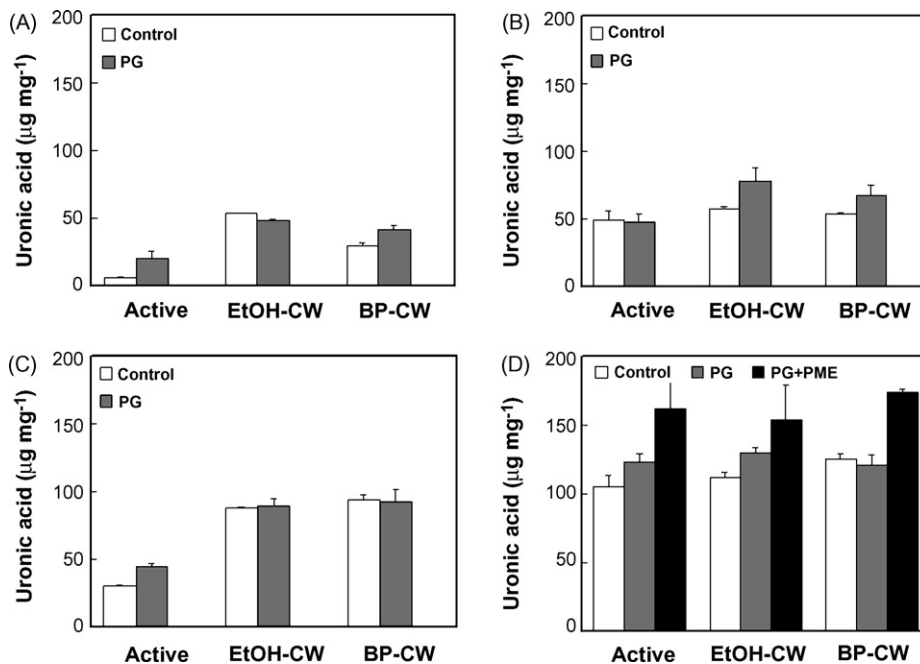 (A)
200
150
100
50
0
Uronic acid (µg mg⁻¹)
Control
PG
Active EtOH-CW BP-CW
(B)
200
150
100
50
0
Uronic acid (µg mg⁻¹)
Control
PG
Active EtOH-CW BP-CW
(C)
200
150
100
50
0
Uronic acid (µg mg⁻¹)
Control
PG
Active EtOH-CW BP-CW
(D)
200
150
100
50
0
Uronic acid (µg mg⁻¹)
Control PG PG+PME
Active EtOH-CW BP-CW